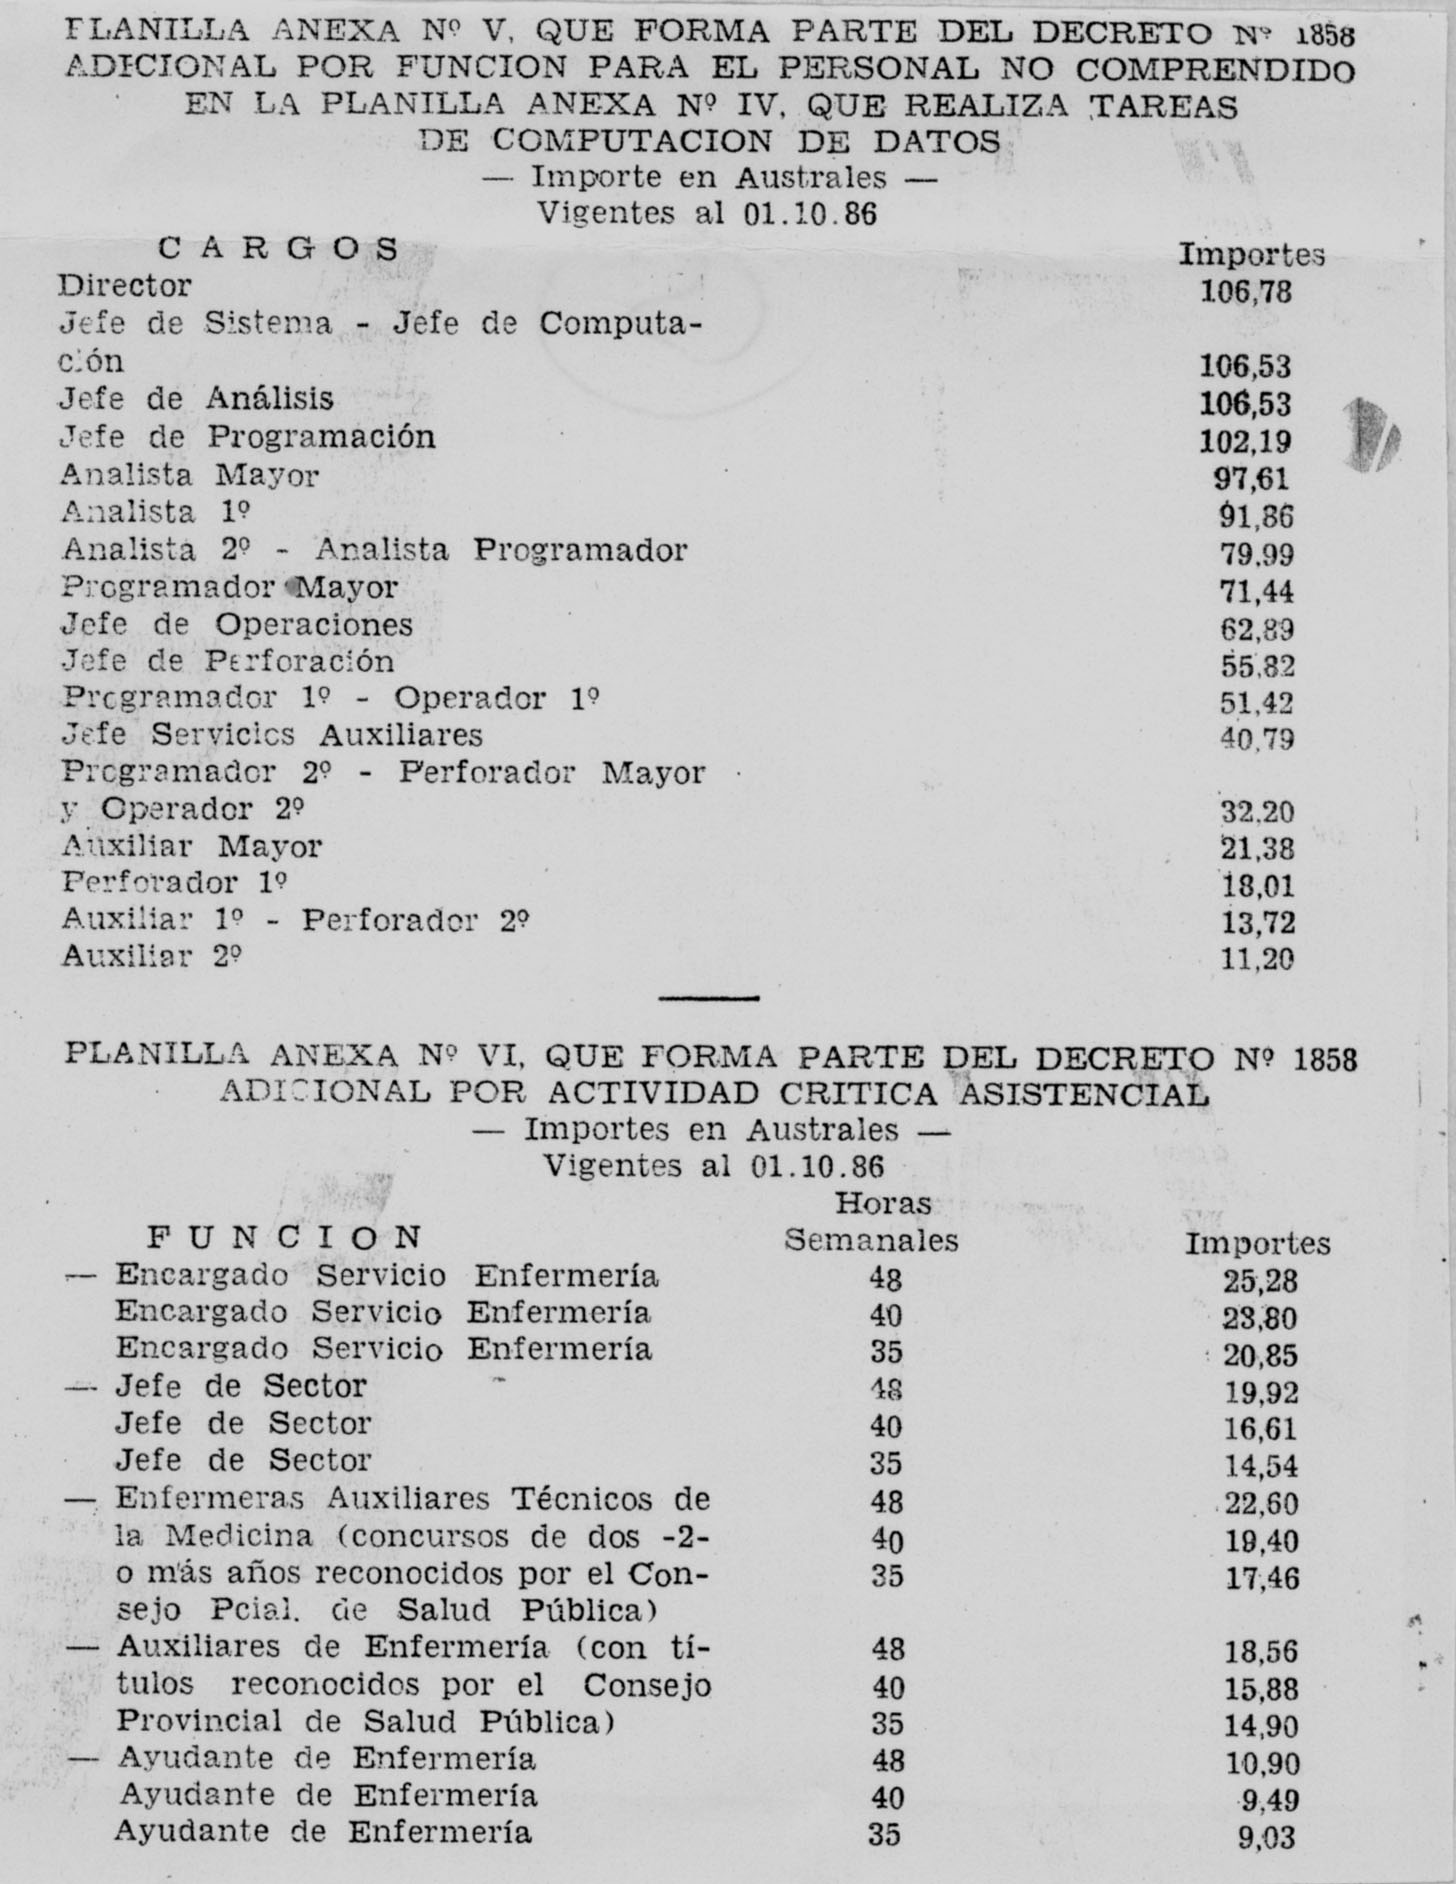 PLANILLA ANEXA Nº V, QUE FORMA PARTE DEL DECRETO Nº 1858
ADICIONAL POR FUNCION PARA EL PERSONAL NO COMPRENDIDO
EN LA PLANILLA ANEXA Nº IV, QUE REALIZA TAREAS
DE COMPUTACION DE DATOS
— Importe en Australes —
Vigentes al 01.10.86
C A R G O S Importes
Director 106,78
Jefe de Sistema - Jefe de Computa-
ción 106,53
Jefe de Análisis 106,53
Jefe de Programación 102,19
Analista Mayor 97,61
Analista 1º 91,86
Analista 2º - Analista Programador 79,99
Programador Mayor 71,44
Jefe de Operaciones 62,89
Jefe de Perforación 55,82
Programador 1º - Operador 1º 51,42
Jefe Servicios Auxiliares 40,79
Programador 2º - Perforador Mayor
y Operador 2º 32,20
Auxiliar Mayor 21,38
Perforador 1º 18,01
Auxiliar 1º - Perforador 2º 13,72
Auxiliar 2º 11,20
PLANILLA ANEXA Nº VI, QUE FORMA PARTE DEL DECRETO Nº 1858
ADICIONAL POR ACTIVIDAD CRITICA ASISTENCIAL
— Importes en Australes —
Vigentes al 01.10.86
Horas
F U N C I O N Semanales Importes
— Encargado Servicio Enfermería 48 25,28
Encargado Servicio Enfermería 40 23,80
Encargado Servicio Enfermería 35 20,85
— Jefe de Sector 48 19,92
Jefe de Sector 40 16,61
Jefe de Sector 35 14,54
— Enfermeras Auxiliares Técnicos de 48 22,60
la Medicina (concursos de dos -2- 40 19,40
o más años reconocidos por el Con- 35 17,46
sejo Pcial. de Salud Pública)
— Auxiliares de Enfermería (con tí- 48 18,56
tulos reconocidos por el Consejo 40 15,88
Provincial de Salud Pública) 35 14,90
— Ayudante de Enfermería 48 10,90
Ayudante de Enfermería 40 9,49
Ayudante de Enfermería 35 9,03